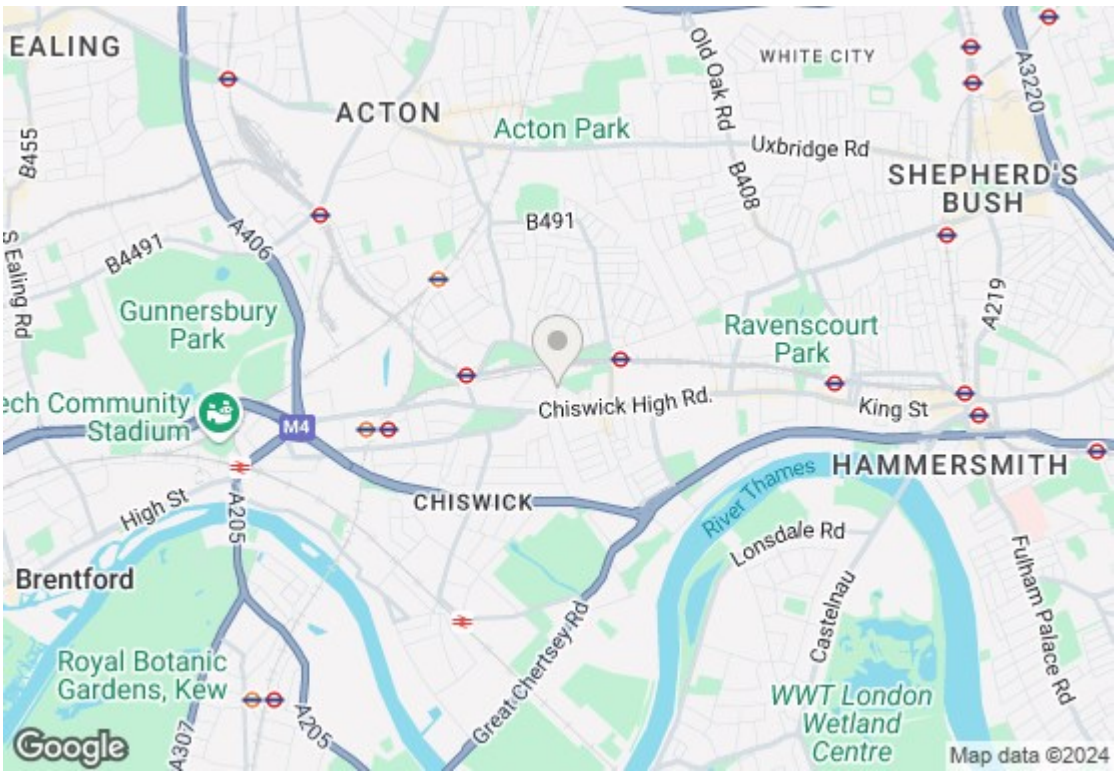 EALING
WHITE CITY
A3220
Old Oak Rd
ACTON
Acton Park
Uxbridge Rd
B455
SHEPHERD'S
BUSH
B408
B491
A406
B4491
S Ealing Rd
Gunnersbury
Park
A219
Ravenscourt
Park
ech Community
Stadium
M4
Chiswick High Rd.
King St
HAMMERSMITH
River Thames
High St
A205
CHISWICK
Lonsdale Rd
Brentford
Fulham Palace Rd
Castelnau
Great Chertsey Rd
Royal Botanic
Gardens, Kew
A307
A205
WWT London
Wetland
Centre
Google
Map data ©2024